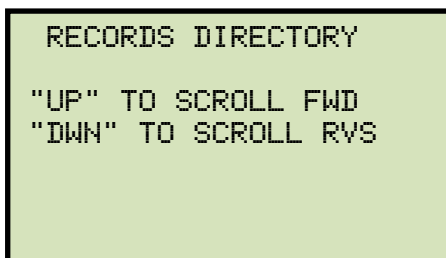 RECORDS DIRECTORY
"UP" TO SCROLL FWD
"DWN" TO SCROLL RVS